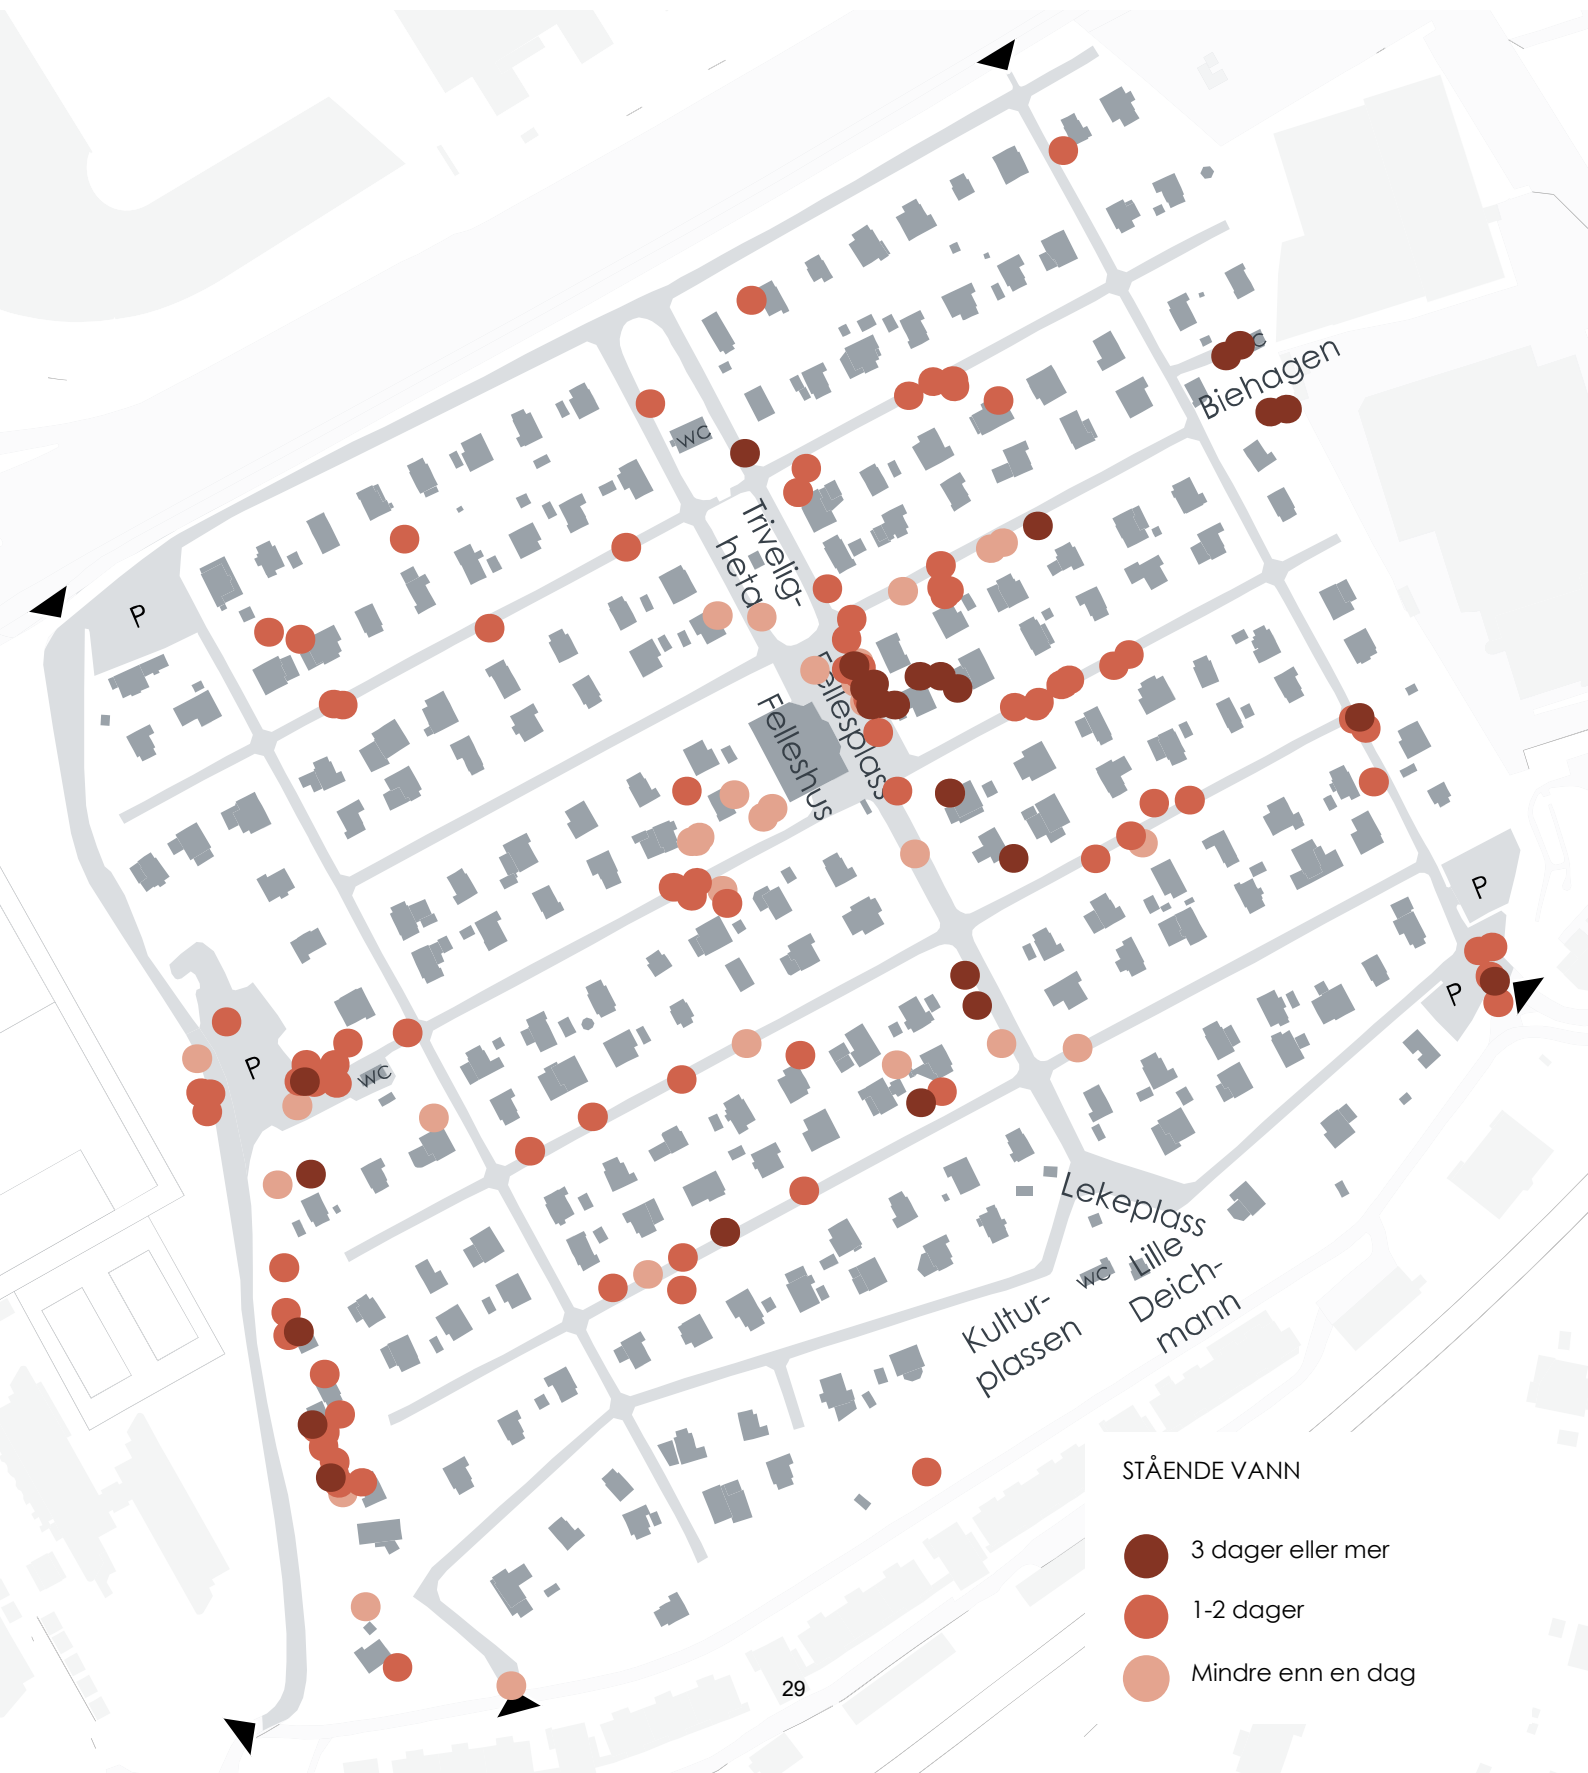 WC
Biehagen
Trivelig-
heta
P
Fellesplass
Felleshus
P
P
P
WC
Lekeplass
WC
Lille
Deich-
mann
Kultur-
plassen
STÅENDE VANN
3 dager eller mer
1-2 dager
Mindre enn en dag
29